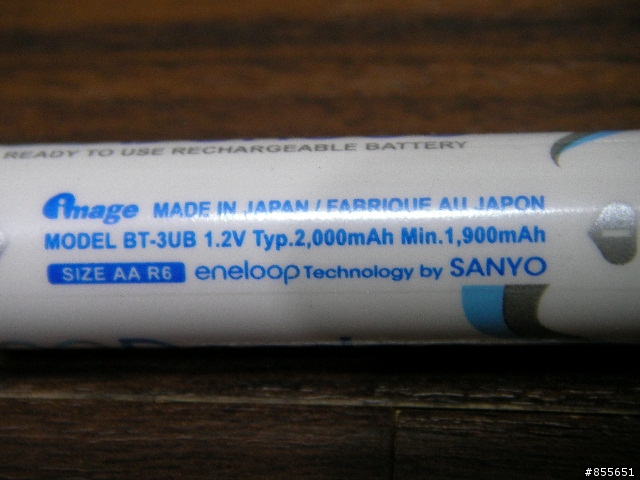 READY TO USE RECHARGEABLE BATTERY
image MADE IN JAPAN / FABRIQUE AU JAPON
MODEL BT-3UB 1.2V Typ.2,000mAh Min.1,900mAh
SIZE AA R6 eneloop Technology by SANYO
#855651